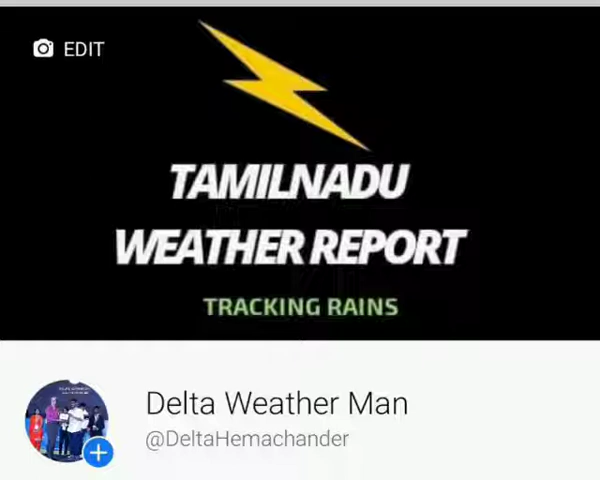 EDIT
TAMILNADU
WEATHER REPORT
TRACKING RAINS
Delta Weather Man
@DeltaHemachander